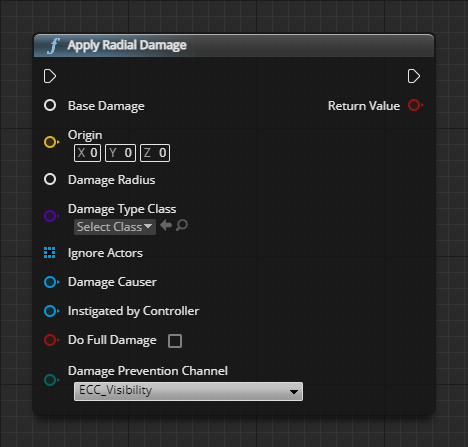 f Apply Radial Damage
Base Damage Return Value
Origin
X 0 Y 0 Z 0
Damage Radius
Damage Type Class
Select Class
Ignore Actors
Damage Causer
Instigated by Controller
Do Full Damage
Damage Prevention Channel
ECC_Visibility